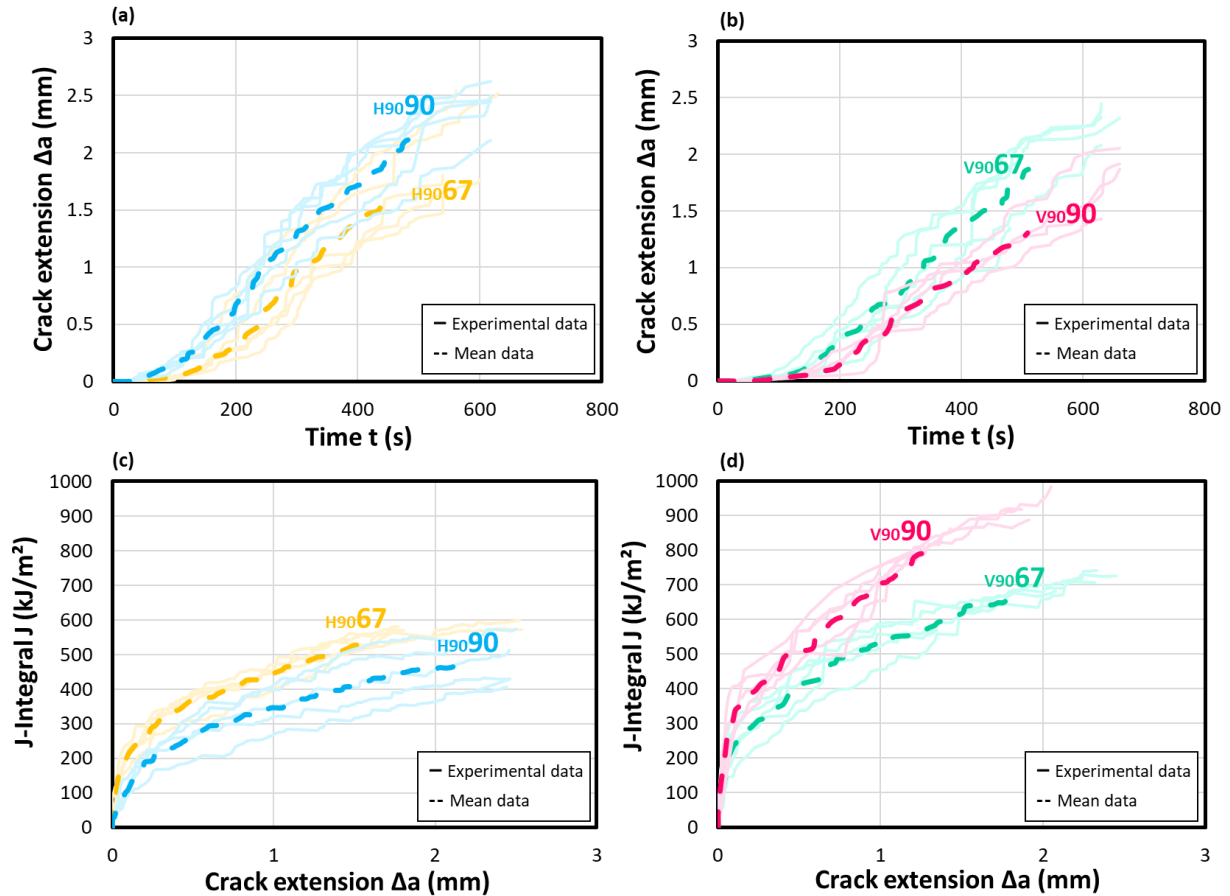 (a)
3
2.5
2
1.5
1
0.5
0
Crack extension Δa (mm)
H9090
H9067
Experimental data
Mean data
0 200 400 600 800
Time t (s)
(b)
3
2.5
2
1.5
1
0.5
0
Crack extension Δa (mm)
V9067
V9090
Experimental data
Mean data
0 200 400 600 800
Time t (s)
(c)
1000
900
800
700
600
500
400
300
200
100
0
J-Integral J (kJ/m²)
H9067
H9090
Experimental data
Mean data
0 1 2 3
Crack extension Δa (mm)
(d)
1000
900
800
700
600
500
400
300
200
100
0
J-Integral J (kJ/m²)
V9090
V9067
Experimental data
Mean data
0 1 2 3
Crack extension Δa (mm)